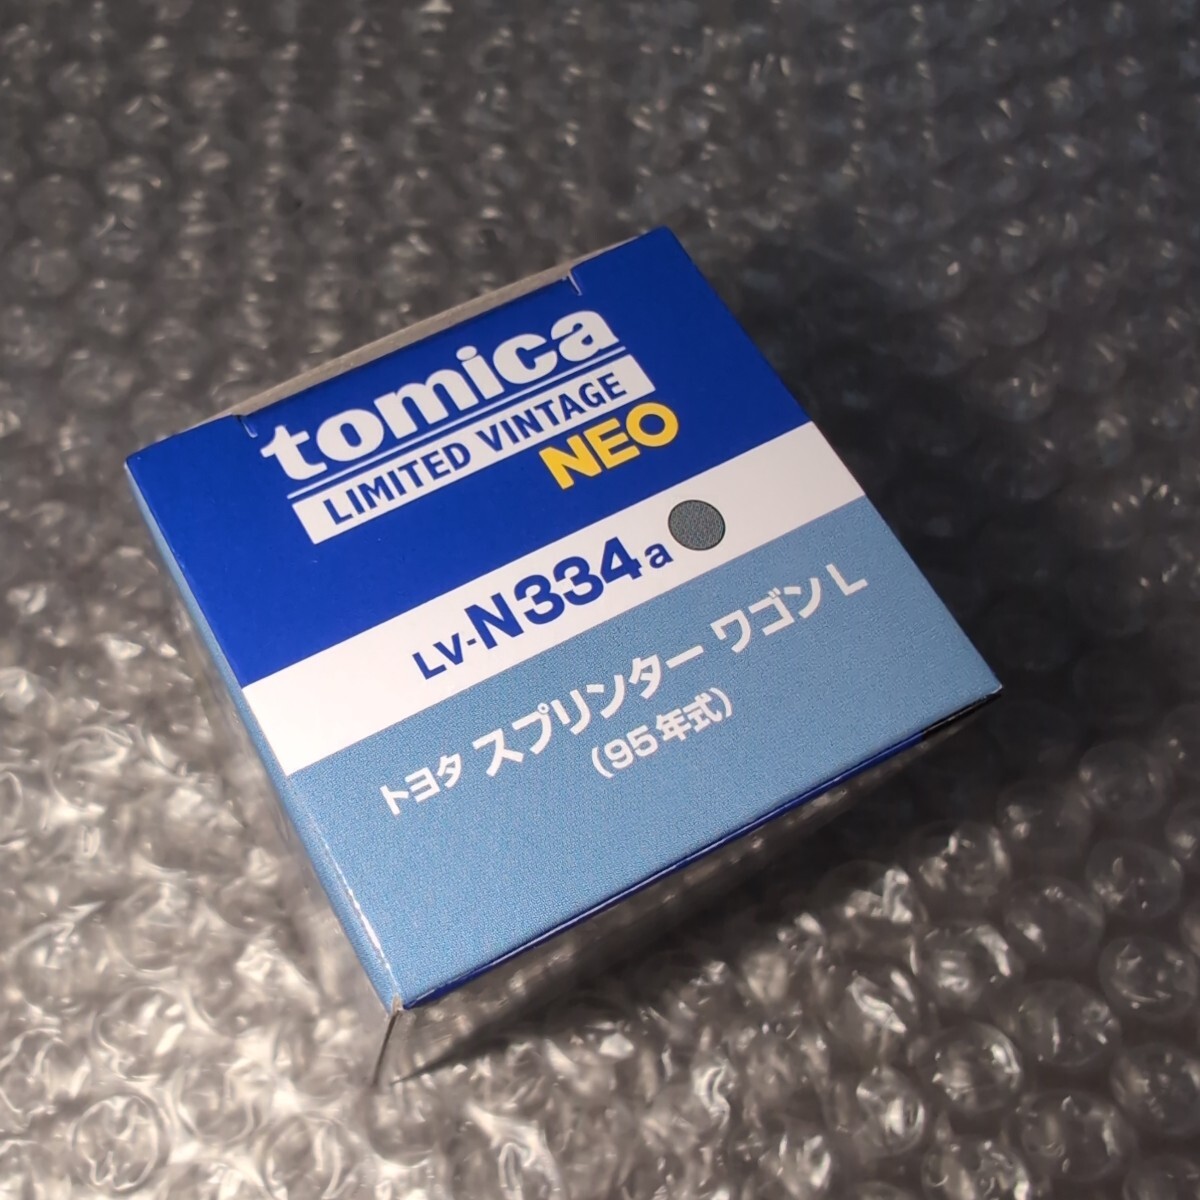 tomica
LIMITED VINTAGE
NEO
LV-N334a
トヨタ スプリンター ワゴン L
(95年式)